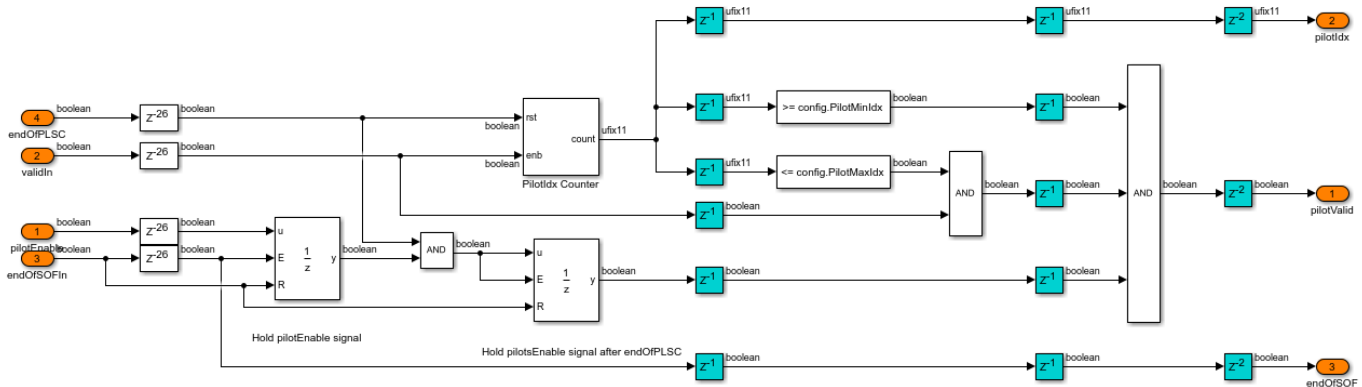 ufix11
Z-1
ufix11
Z-1
ufix11
Z-2
ufix11
2
pilotIdx
boolean
4
endOfPLSC
Z-26
boolean
rst
boolean
enb
boolean
count
ufix11
PilotIdx Counter
Z-1
ufix11
>= config.PilotMinIdx
boolean
Z-1
boolean
boolean
2
validIn
Z-26
boolean
Z-1
ufix11
<= config.PilotMaxIdx
boolean
AND
boolean
Z-1
boolean
AND
boolean
Z-2
boolean
1
pilotValid
Z-1
boolean
boolean
1
pilotEnable
Z-26
boolean
boolean
3
endOfSOFIn
Z-26
boolean
u
E
R
1
z
y
boolean
AND
boolean
u
E
R
1
z
y
boolean
Z-1
boolean
Z-1
boolean
Hold pilotEnable signal
Hold pilotsEnable signal after endOfPLSC
Z-1
boolean
Z-1
boolean
Z-2
boolean
3
endOfSOF